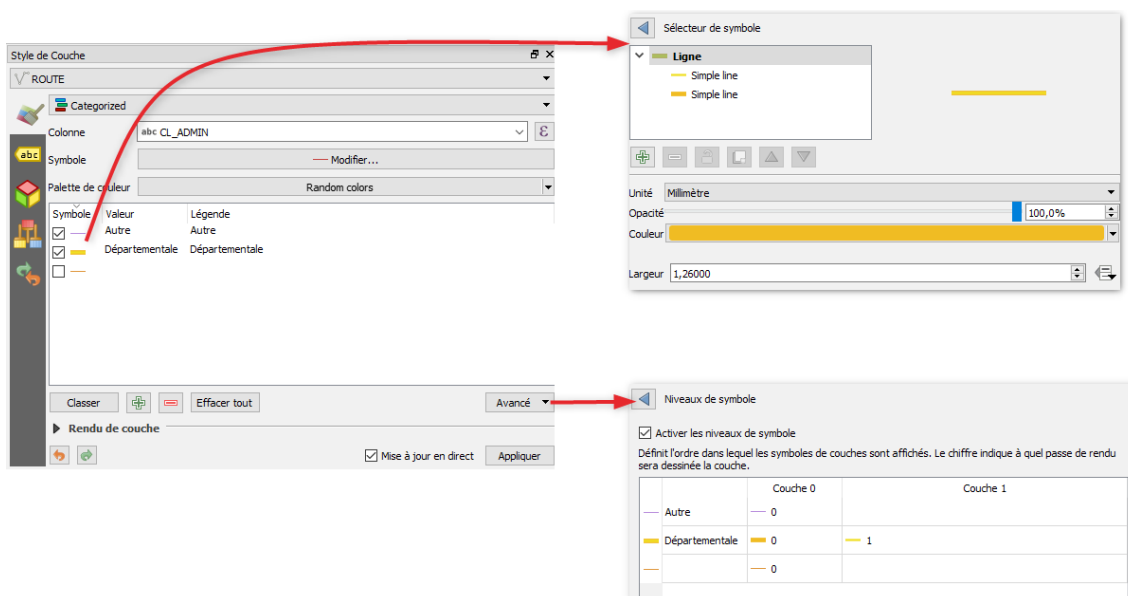 Style de Couche
ROUTE
Categorized
Colonne
abc CL_ADMIN
ε
abc
Symbole
Modifier...
Palette de couleur
Random colors
Symbole Valeur Légende
Autre Autre
Départementale Départementale
Classer
Effacer tout
Avancé
Rendu de couche
Mise à jour en direct
Appliquer
Sélecteur de symbole
Ligne
Simple line
Simple line
Unité Millimètre
Opacité 100,0%
Couleur
Largeur 1,26000
Niveaux de symbole
Activer les niveaux de symbole
Définit l'ordre dans lequel les symboles de couches sont affichés. Le chiffre indique à quel passe de rendu
sera dessinée la couche.
Couche 0 Couche 1
Autre 0
Départementale 0 1
0